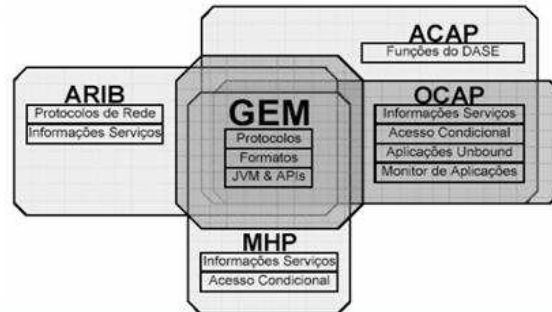 ACAP
Funções do DASE
ARIB
Protocolos de Rede
Informações Serviços
GEM
Protocolos
Formatos
JVM & APIs
OCAP
Informações Serviços
Acesso Condicional
Aplicações Unbound
Monitor de Aplicações
MHP
Informações Serviços
Acesso Condicional